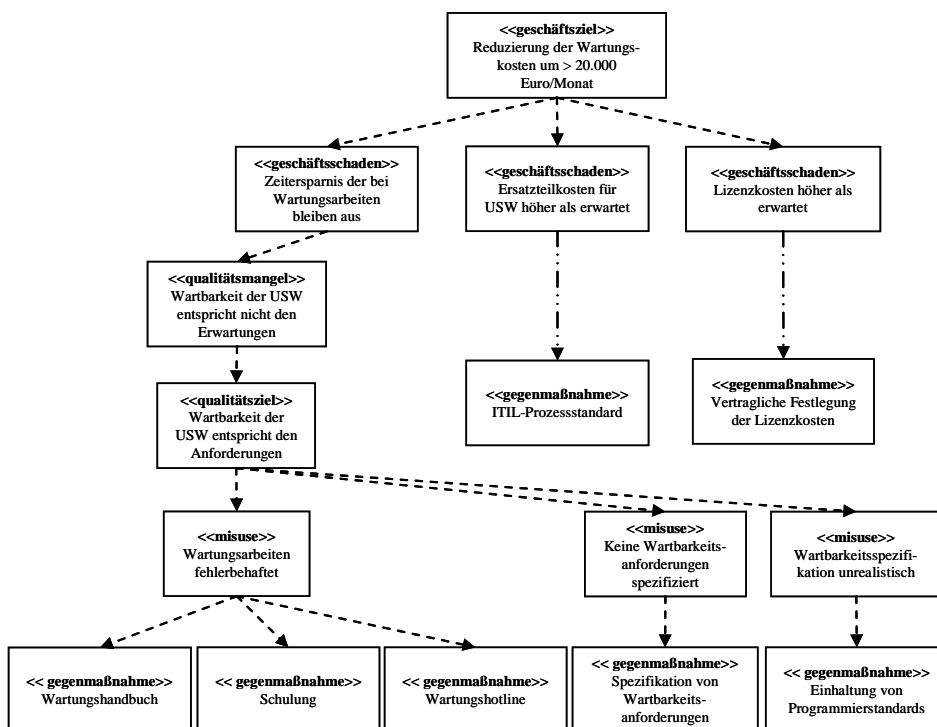 <<geschäftsziel>>
Reduzierung der Wartungs-
kosten um > 20.000
Euro/Monat
<<geschäftsschaden>>
Zeitersparnis der bei
Wartungsarbeiten
bleiben aus
<<geschäftsschaden>>
Ersatzteilkosten für
USW höher als erwartet
<<geschäftsschaden>>
Lizenzkosten höher als
erwartet
<<qualitätsmangel>>
Wartbarkeit der USW
entspricht nicht den
Erwartungen
<<qualitätsziel>>
Wartbarkeit der
USW entspricht den
Anforderungen
<<gegenmaßnahme>>
ITIL-Prozessstandard
<<gegenmaßnahme>>
Vertragliche Festlegung
der Lizenzkosten
<<misuse>>
Wartungsarbeiten
fehlerbehaftet
<<misuse>>
Keine Wartbarkeits-
anforderungen
spezifiziert
<<misuse>>
Wartbarkeitsspezifi-
kation unrealistisch
<< gegenmaßnahme>>
Wartungshandbuch
<< gegenmaßnahme>>
Schulung
<< gegenmaßnahme>>
Wartungshotline
<< gegenmaßnahme>>
Spezifikation von
Wartbarkeits-
anforderungen
<< gegenmaßnahme>>
Einhaltung von
Programmierstandards